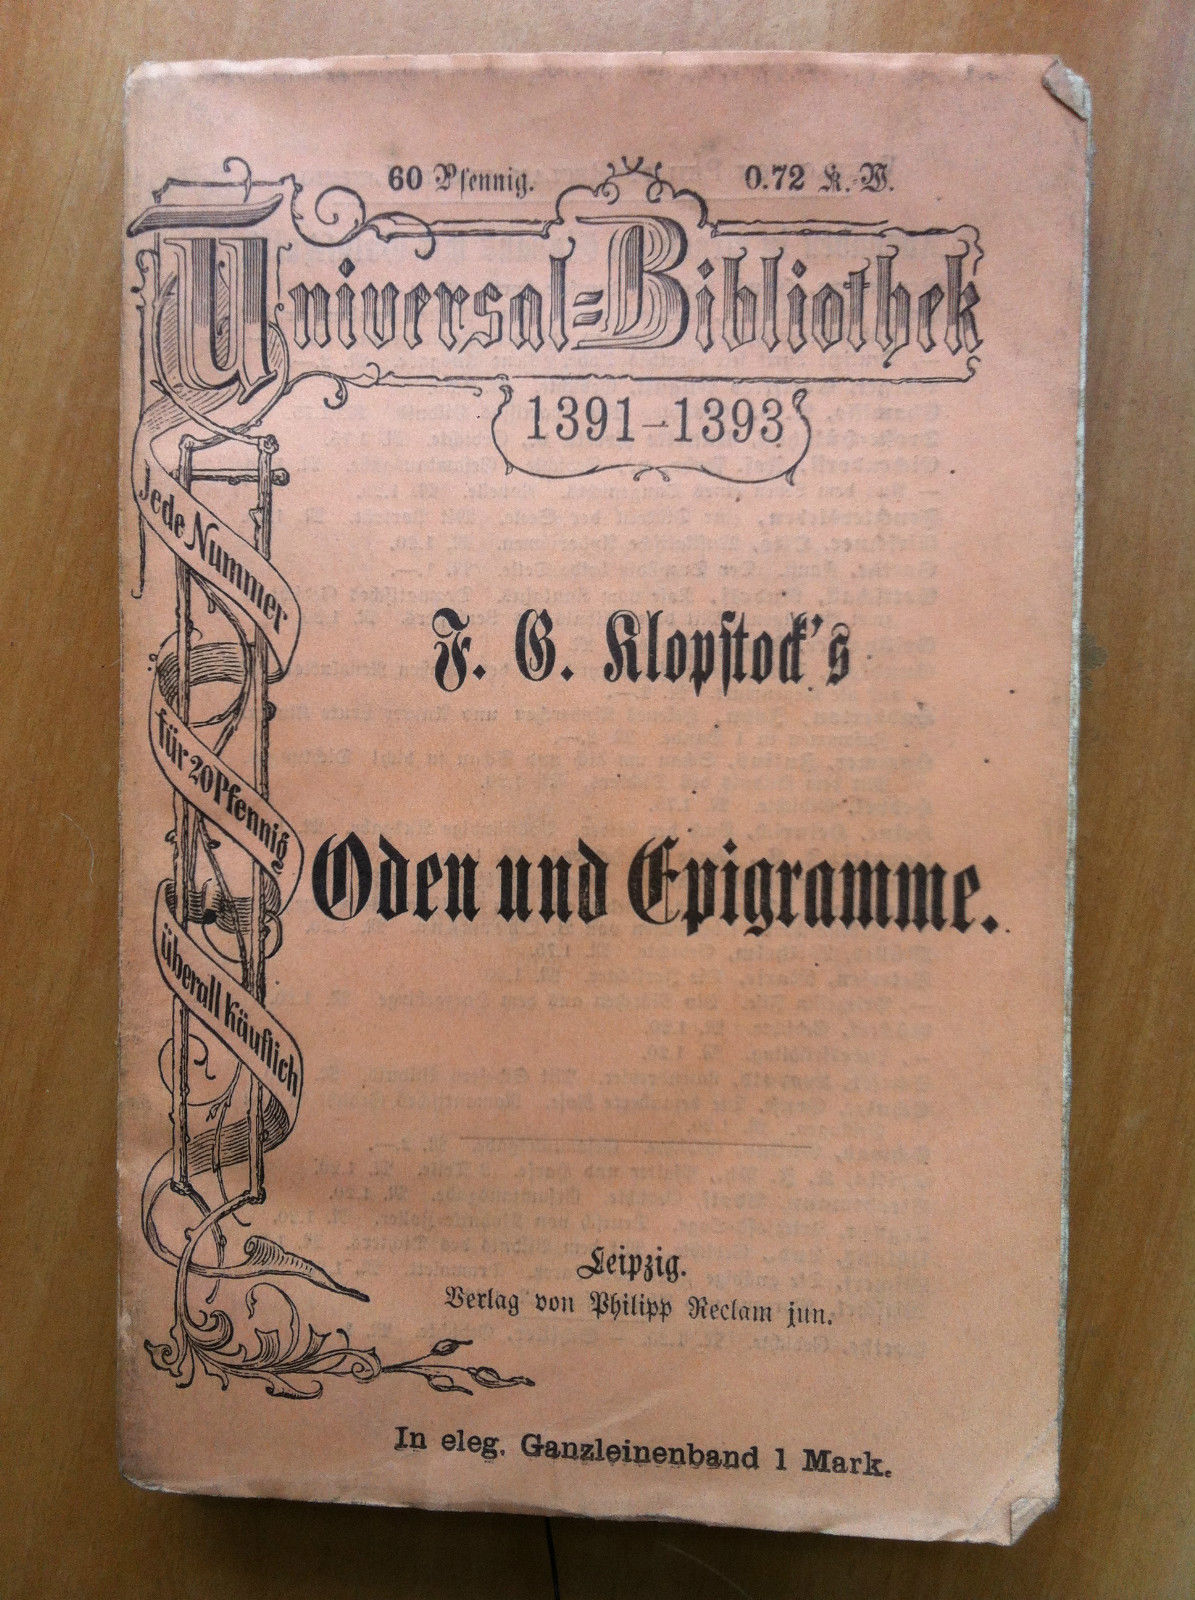 60 Pfennig. 0.72 K.-W.
Universal-Bibliothek
1391-1393
Jede Nummer
für 20 Pfennig
überall käuflich
F. G. Klopstock's
Oden und Epigramme.
Leipzig.
Verlag von Philipp Reclam jun.
In eleg. Ganzleinenband 1 Mark.